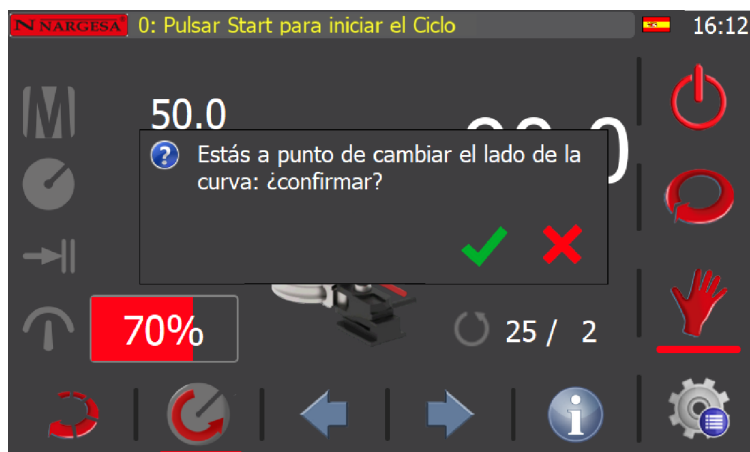 N NARGESA 0: Pulsar Start para iniciar el Ciclo 16:12
50.0
Estás a punto de cambiar el lado de la
curva: ¿confirmar?
70%
25 / 2